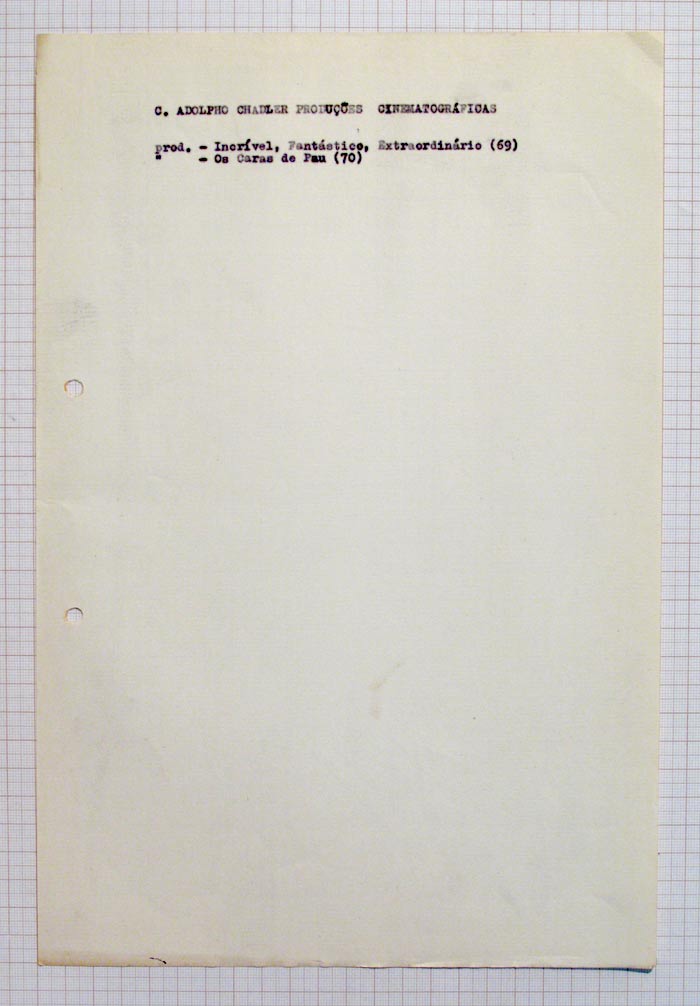 C. ADOLPHO CHADLER PRODUÇÕES CINEMATOGRÁFICAS
prod. - Incrível, Fantástico, Extraordinário (69)
" - Os Caras de Pau (70)